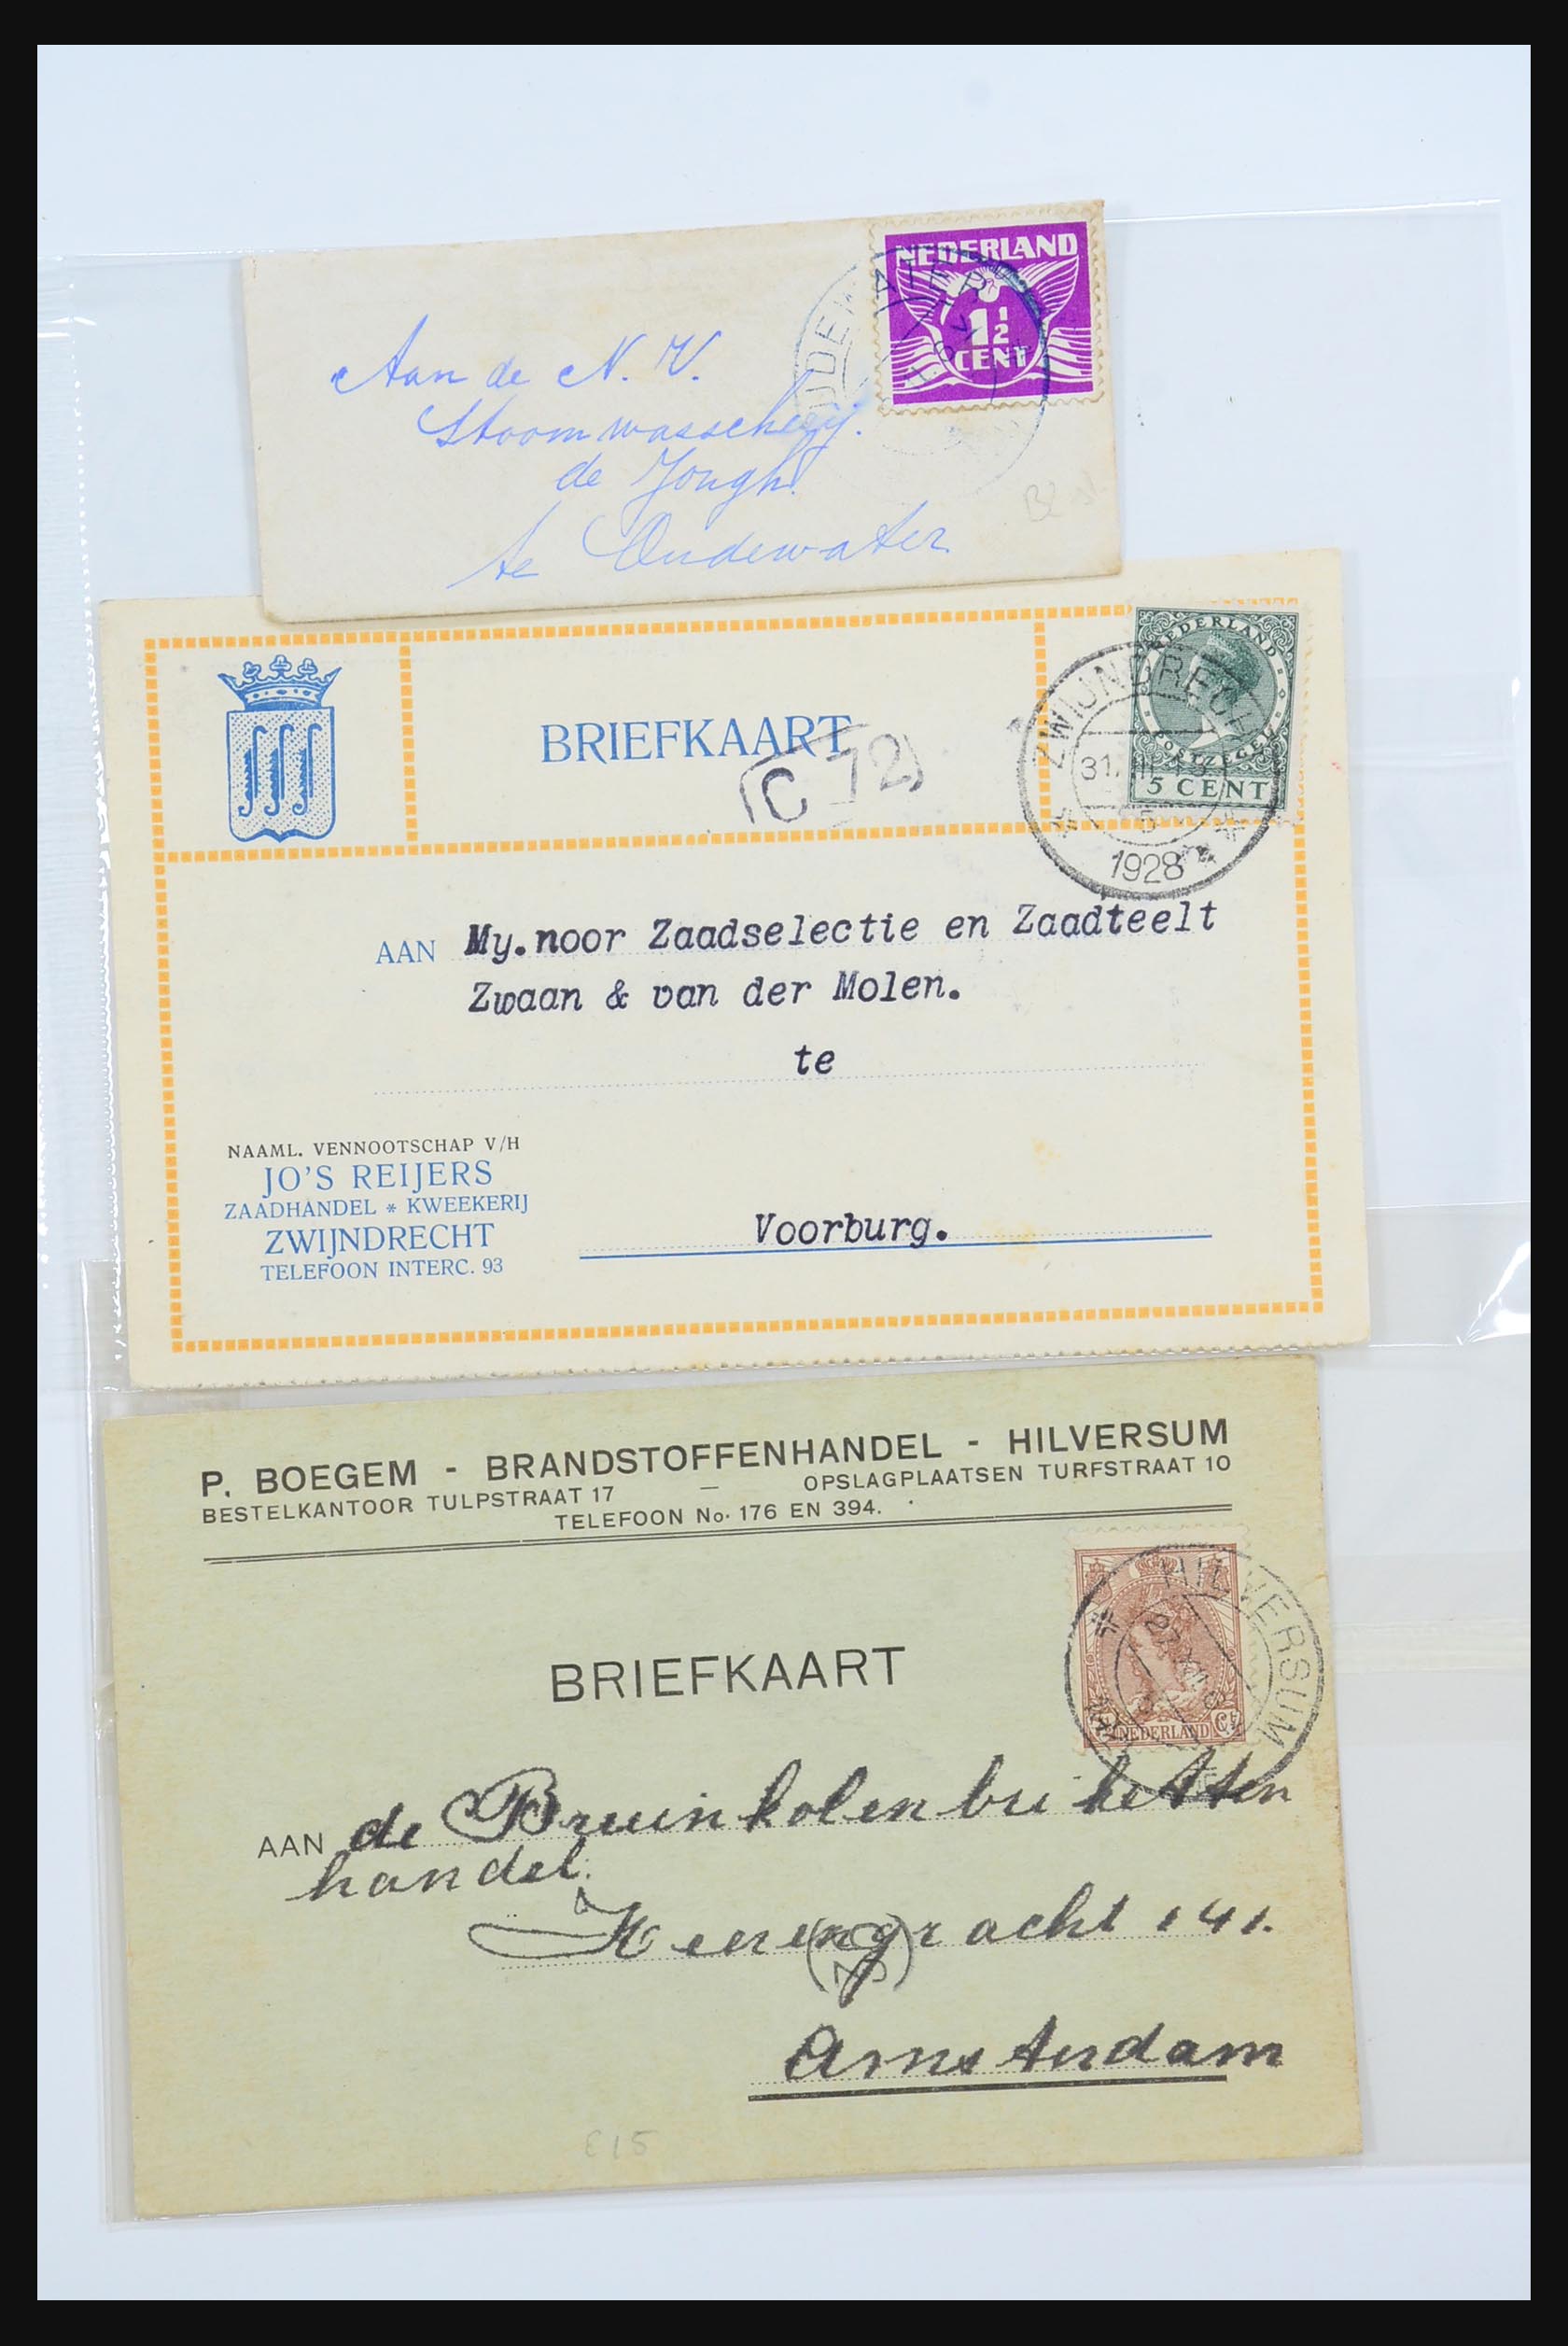 NEDERLAND
1½
CENT
Aan de N. V.
Stoomwasscherij.
de Jongh.
te Oudewater
BRIEFKAART
C 72
NEDERLAND
POSTZEGEL
5 CENT
ZWIJNDRECHT
1928
AAN My.noor Zaadselectie en Zaadteelt
Zwaan & van der Molen.
te
NAAML. VENNOOTSCHAP V/H
JO'S REIJERS
ZAADHANDEL * KWEEKERIJ
ZWIJNDRECHT
TELEFOON INTERC. 93
Voorburg.
P. BOEGEM - BRANDSTOFFENHANDEL - HILVERSUM
BESTELKANTOOR TULPSTRAAT 17 — OPSLAGPLAATSEN TURFSTRAAT 10
TELEFOON No. 176 EN 394.
HILVERSUM
BRIEFKAART
NEDERLAND
AAN de Bruinkolenbriketten
handel.
Heerengracht 141.
Amsterdam
E15